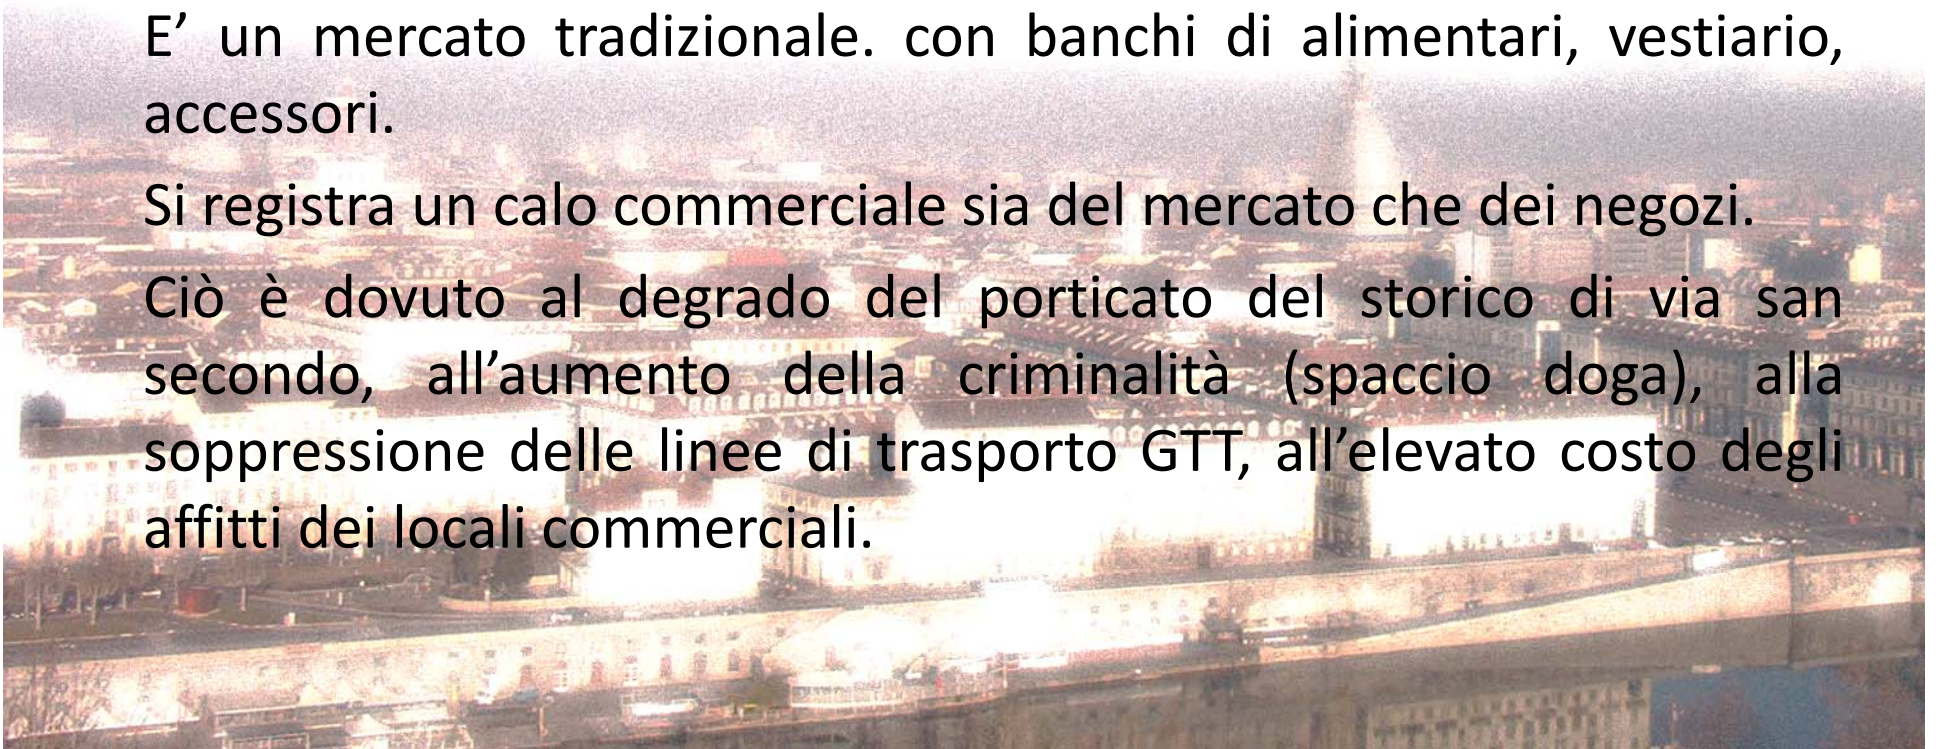 E’ un mercato tradizionale. con banchi di alimentari, vestiario,
accessori.
Si registra un calo commerciale sia del mercato che dei negozi.
Ciò è dovuto al degrado del porticato del storico di via san
secondo, all’aumento della criminalità (spaccio doga), alla
soppressione delle linee di trasporto GTT, all’elevato costo degli
affitti dei locali commerciali.